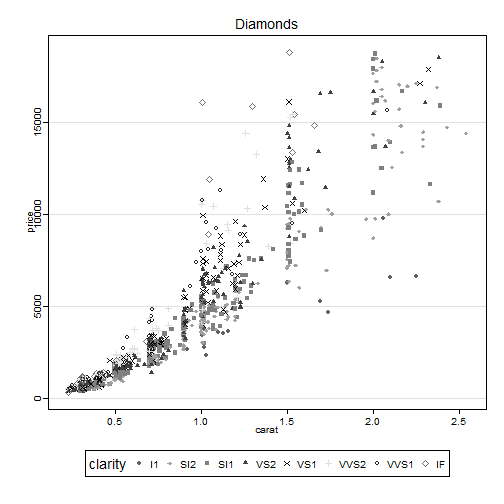 Diamonds
15000
10000
5000
0
price
0.5 1.0 1.5 2.0 2.5
carat
clarity I1 SI2 SI1 VS2 VS1 VVS2 VVS1 IF